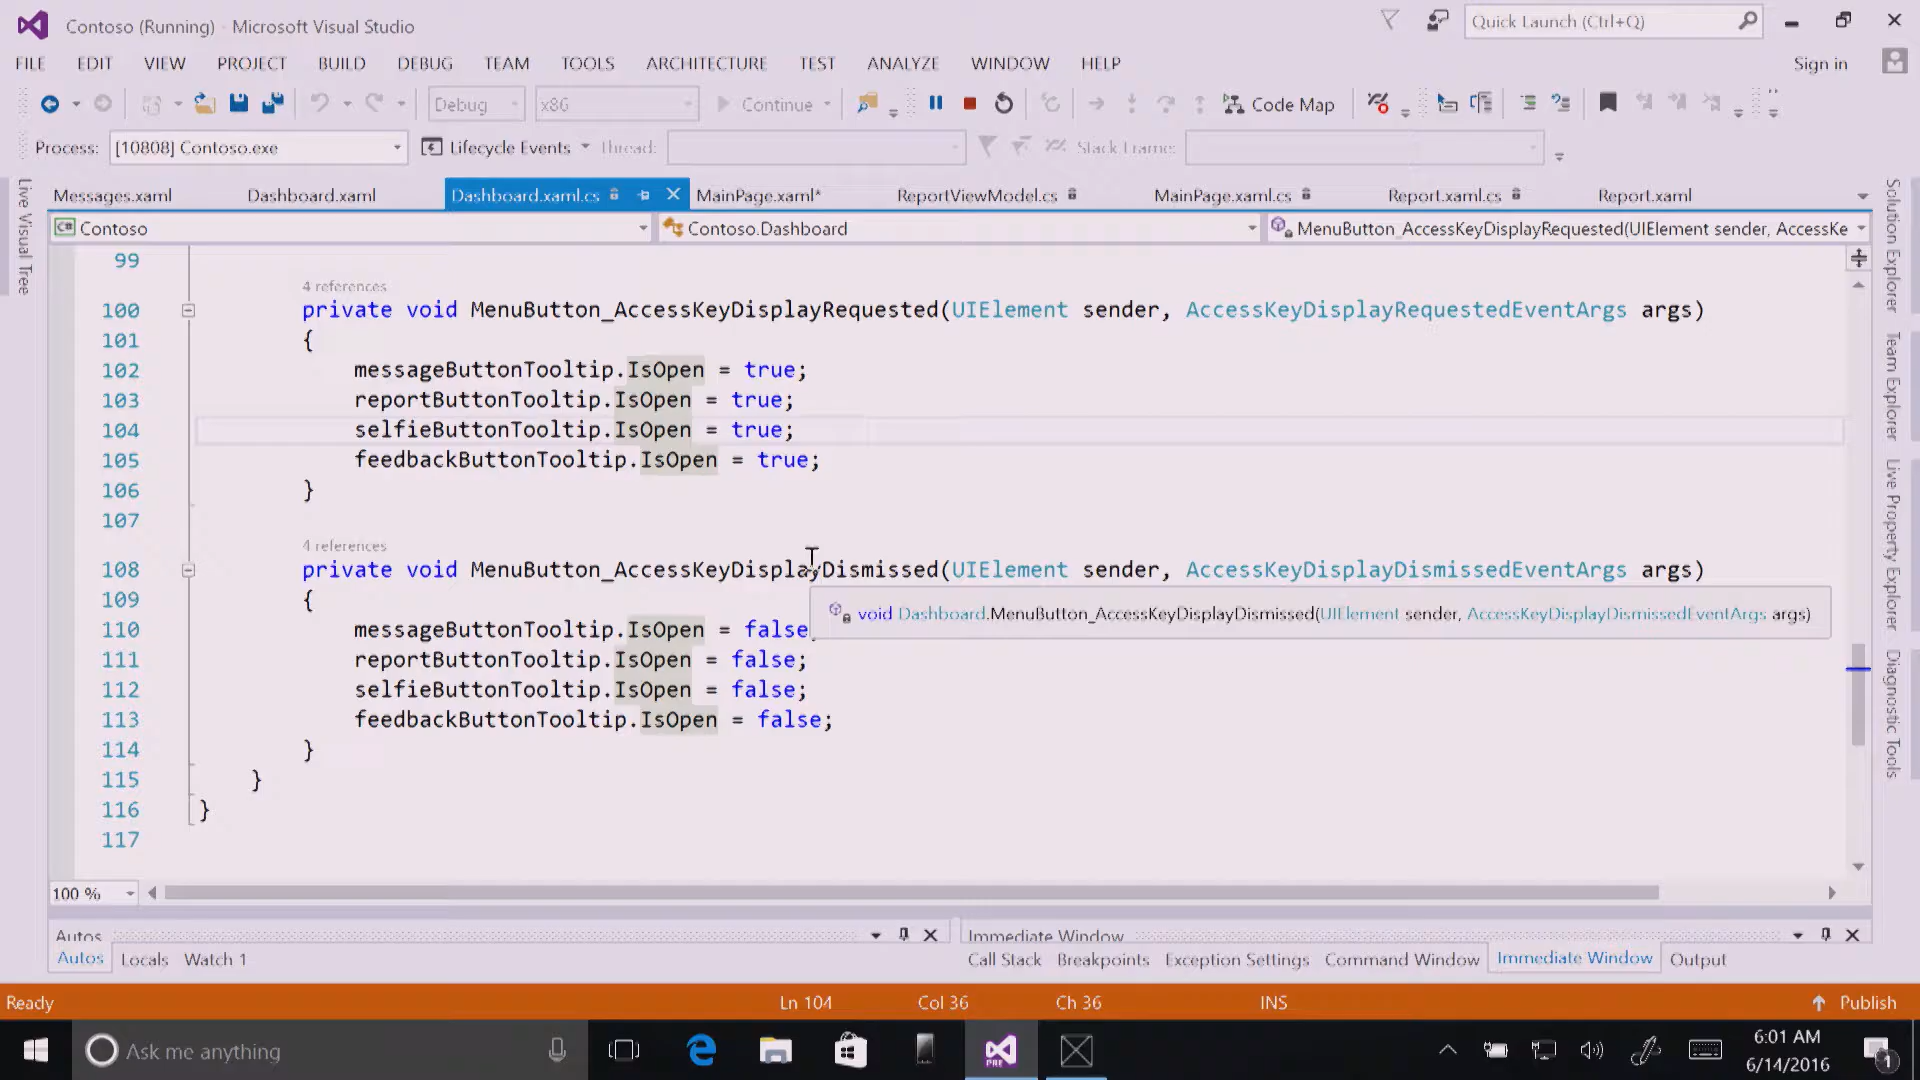 Contoso (Running) - Microsoft Visual Studio
Quick Launch (Ctrl+Q)
FILE EDIT VIEW PROJECT BUILD DEBUG TEAM TOOLS ARCHITECTURE TEST ANALYZE WINDOW HELP
Sign in
Debug x86 Continue Code Map
Process: [10808] Contoso.exe Lifecycle Events Thread: Stack Frame:
Messages.xaml Dashboard.xaml Dashboard.xaml.cs MainPage.xaml* ReportViewModel.cs MainPage.xaml.cs Report.xaml.cs Report.xaml
Contoso Contoso.Dashboard MenuButton_AccessKeyDisplayRequested(UIElement sender, AccessKe
Live Visual Tree
99
4 references
100 private void MenuButton_AccessKeyDisplayRequested(UIElement sender, AccessKeyDisplayRequestedEventArgs args)
101 {
102 messageButtonTooltip.IsOpen = true;
103 reportButtonTooltip.IsOpen = true;
104 selfieButtonTooltip.IsOpen = true;
105 feedbackButtonTooltip.IsOpen = true;
106 }
107
4 references
108 private void MenuButton_AccessKeyDisplayDismissed(UIElement sender, AccessKeyDisplayDismissedEventArgs args)
109 {
void Dashboard.MenuButton_AccessKeyDisplayDismissed(UIElement sender, AccessKeyDisplayDismissedEventArgs args)
110 messageButtonTooltip.IsOpen = false;
111 reportButtonTooltip.IsOpen = false;
112 selfieButtonTooltip.IsOpen = false;
113 feedbackButtonTooltip.IsOpen = false;
114 }
115 }
116 }
117
Solution Explorer
Team Explorer
Live Property Explorer
Diagnostic Tools
100 %
Autos
Immediate Window
Autos Locals Watch 1
Call Stack Breakpoints Exception Settings Command Window Immediate Window Output
Ready Ln 104 Col 36 Ch 36 INS Publish
Ask me anything
PRE
6:01 AM
6/14/2016
1